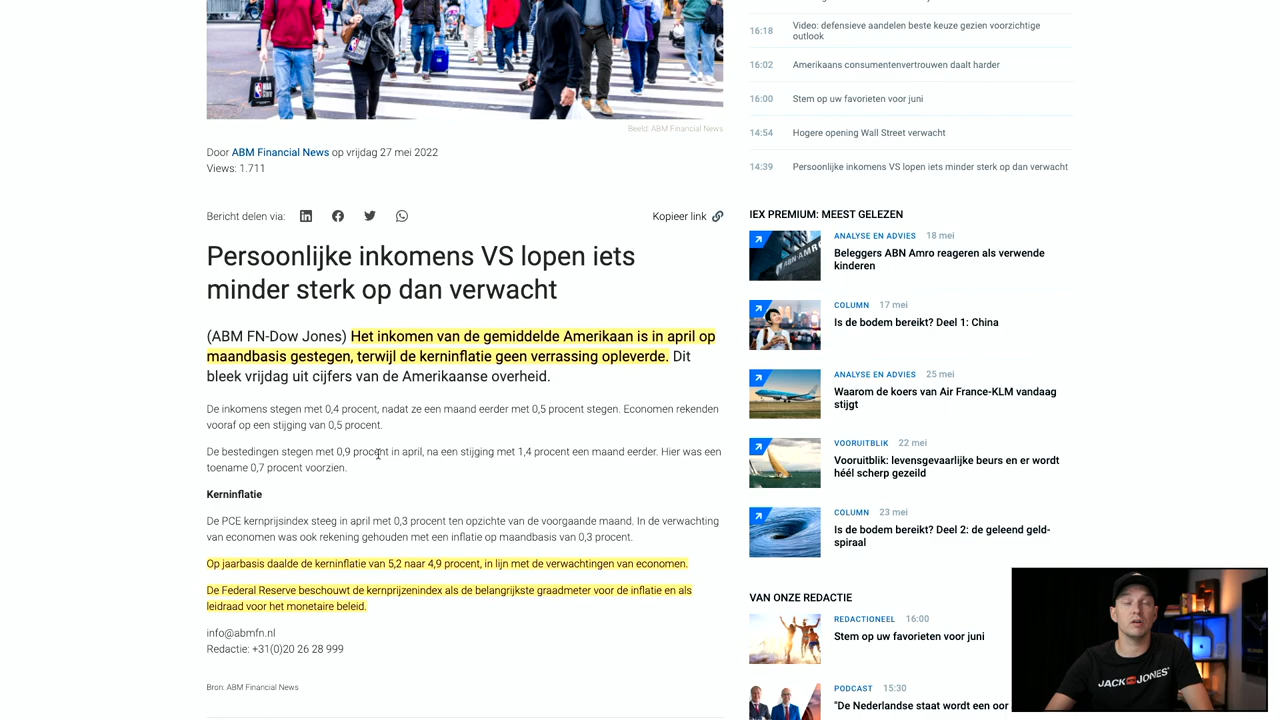 Beeld: ABM Financial News
Door ABM Financial News op vrijdag 27 mei 2022
Views: 1.711
Bericht delen via:
Kopieer link
Persoonlijke inkomens VS lopen iets
minder sterk op dan verwacht
(ABM FN-Dow Jones) Het inkomen van de gemiddelde Amerikaan is in april op
maandbasis gestegen, terwijl de kerninflatie geen verrassing opleverde. Dit
bleek vrijdag uit cijfers van de Amerikaanse overheid.
De inkomens stegen met 0,4 procent, nadat ze een maand eerder met 0,5 procent stegen. Economen rekenden
vooraf op een stijging van 0,5 procent.
De bestedingen stegen met 0,9 procent in april, na een stijging met 1,4 procent een maand eerder. Hier was een
toename 0,7 procent voorzien.
Kerninflatie
De PCE kernprijsindex steeg in april met 0,3 procent ten opzichte van de voorgaande maand. In de verwachting
van economen was ook rekening gehouden met een inflatie op maandbasis van 0,3 procent.
Op jaarbasis daalde de kerninflatie van 5,2 naar 4,9 procent, in lijn met de verwachtingen van economen.
De Federal Reserve beschouwt de kernprijzenindex als de belangrijkste graadmeter voor de inflatie en als
leidraad voor het monetaire beleid.
info@abmfn.nl
Redactie: +31(0)20 26 28 999
Bron: ABM Financial News
16:18 Video: defensieve aandelen beste keuze gezien voorzichtige
outlook
16:02 Amerikaans consumentenvertrouwen daalt harder
16:00 Stem op uw favorieten voor juni
14:54 Hogere opening Wall Street verwacht
14:39 Persoonlijke inkomens VS lopen iets minder sterk op dan verwacht
IEX PREMIUM: MEEST GELEZEN
ANALYSE EN ADVIES 18 mei
Beleggers ABN Amro reageren als verwende
kinderen
COLUMN 17 mei
Is de bodem bereikt? Deel 1: China
ANALYSE EN ADVIES 25 mei
Waarom de koers van Air France-KLM vandaag
stijgt
VOORUITBLIK 22 mei
Vooruitblik: levensgevaarlijke beurs en er wordt
héél scherp gezeild
COLUMN 23 mei
Is de bodem bereikt? Deel 2: de geleend geld-
spiraal
VAN ONZE REDACTIE
REDACTIONEEL 16:00
Stem op uw favorieten voor juni
PODCAST 15:30
"De Nederlandse staat wordt een oor
JACK JONES